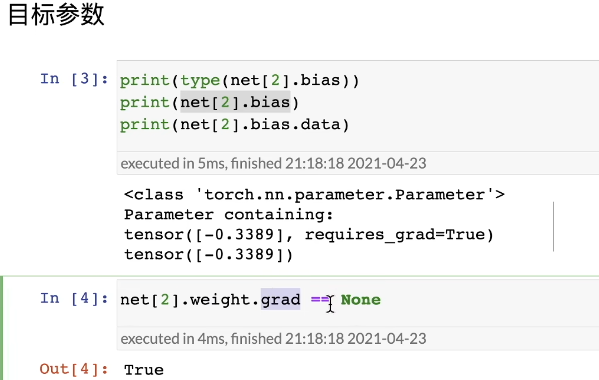 目标参数
In [3]: print(type(net[2].bias))
print(net[2].bias)
print(net[2].bias.data)
executed in 5ms, finished 21:18:18 2021-04-23
<class 'torch.nn.parameter.Parameter'>
Parameter containing:
tensor([-0.3389], requires_grad=True)
tensor([-0.3389])
In [4]: net[2].weight.grad == None
executed in 4ms, finished 21:18:18 2021-04-23
Out[4]: True